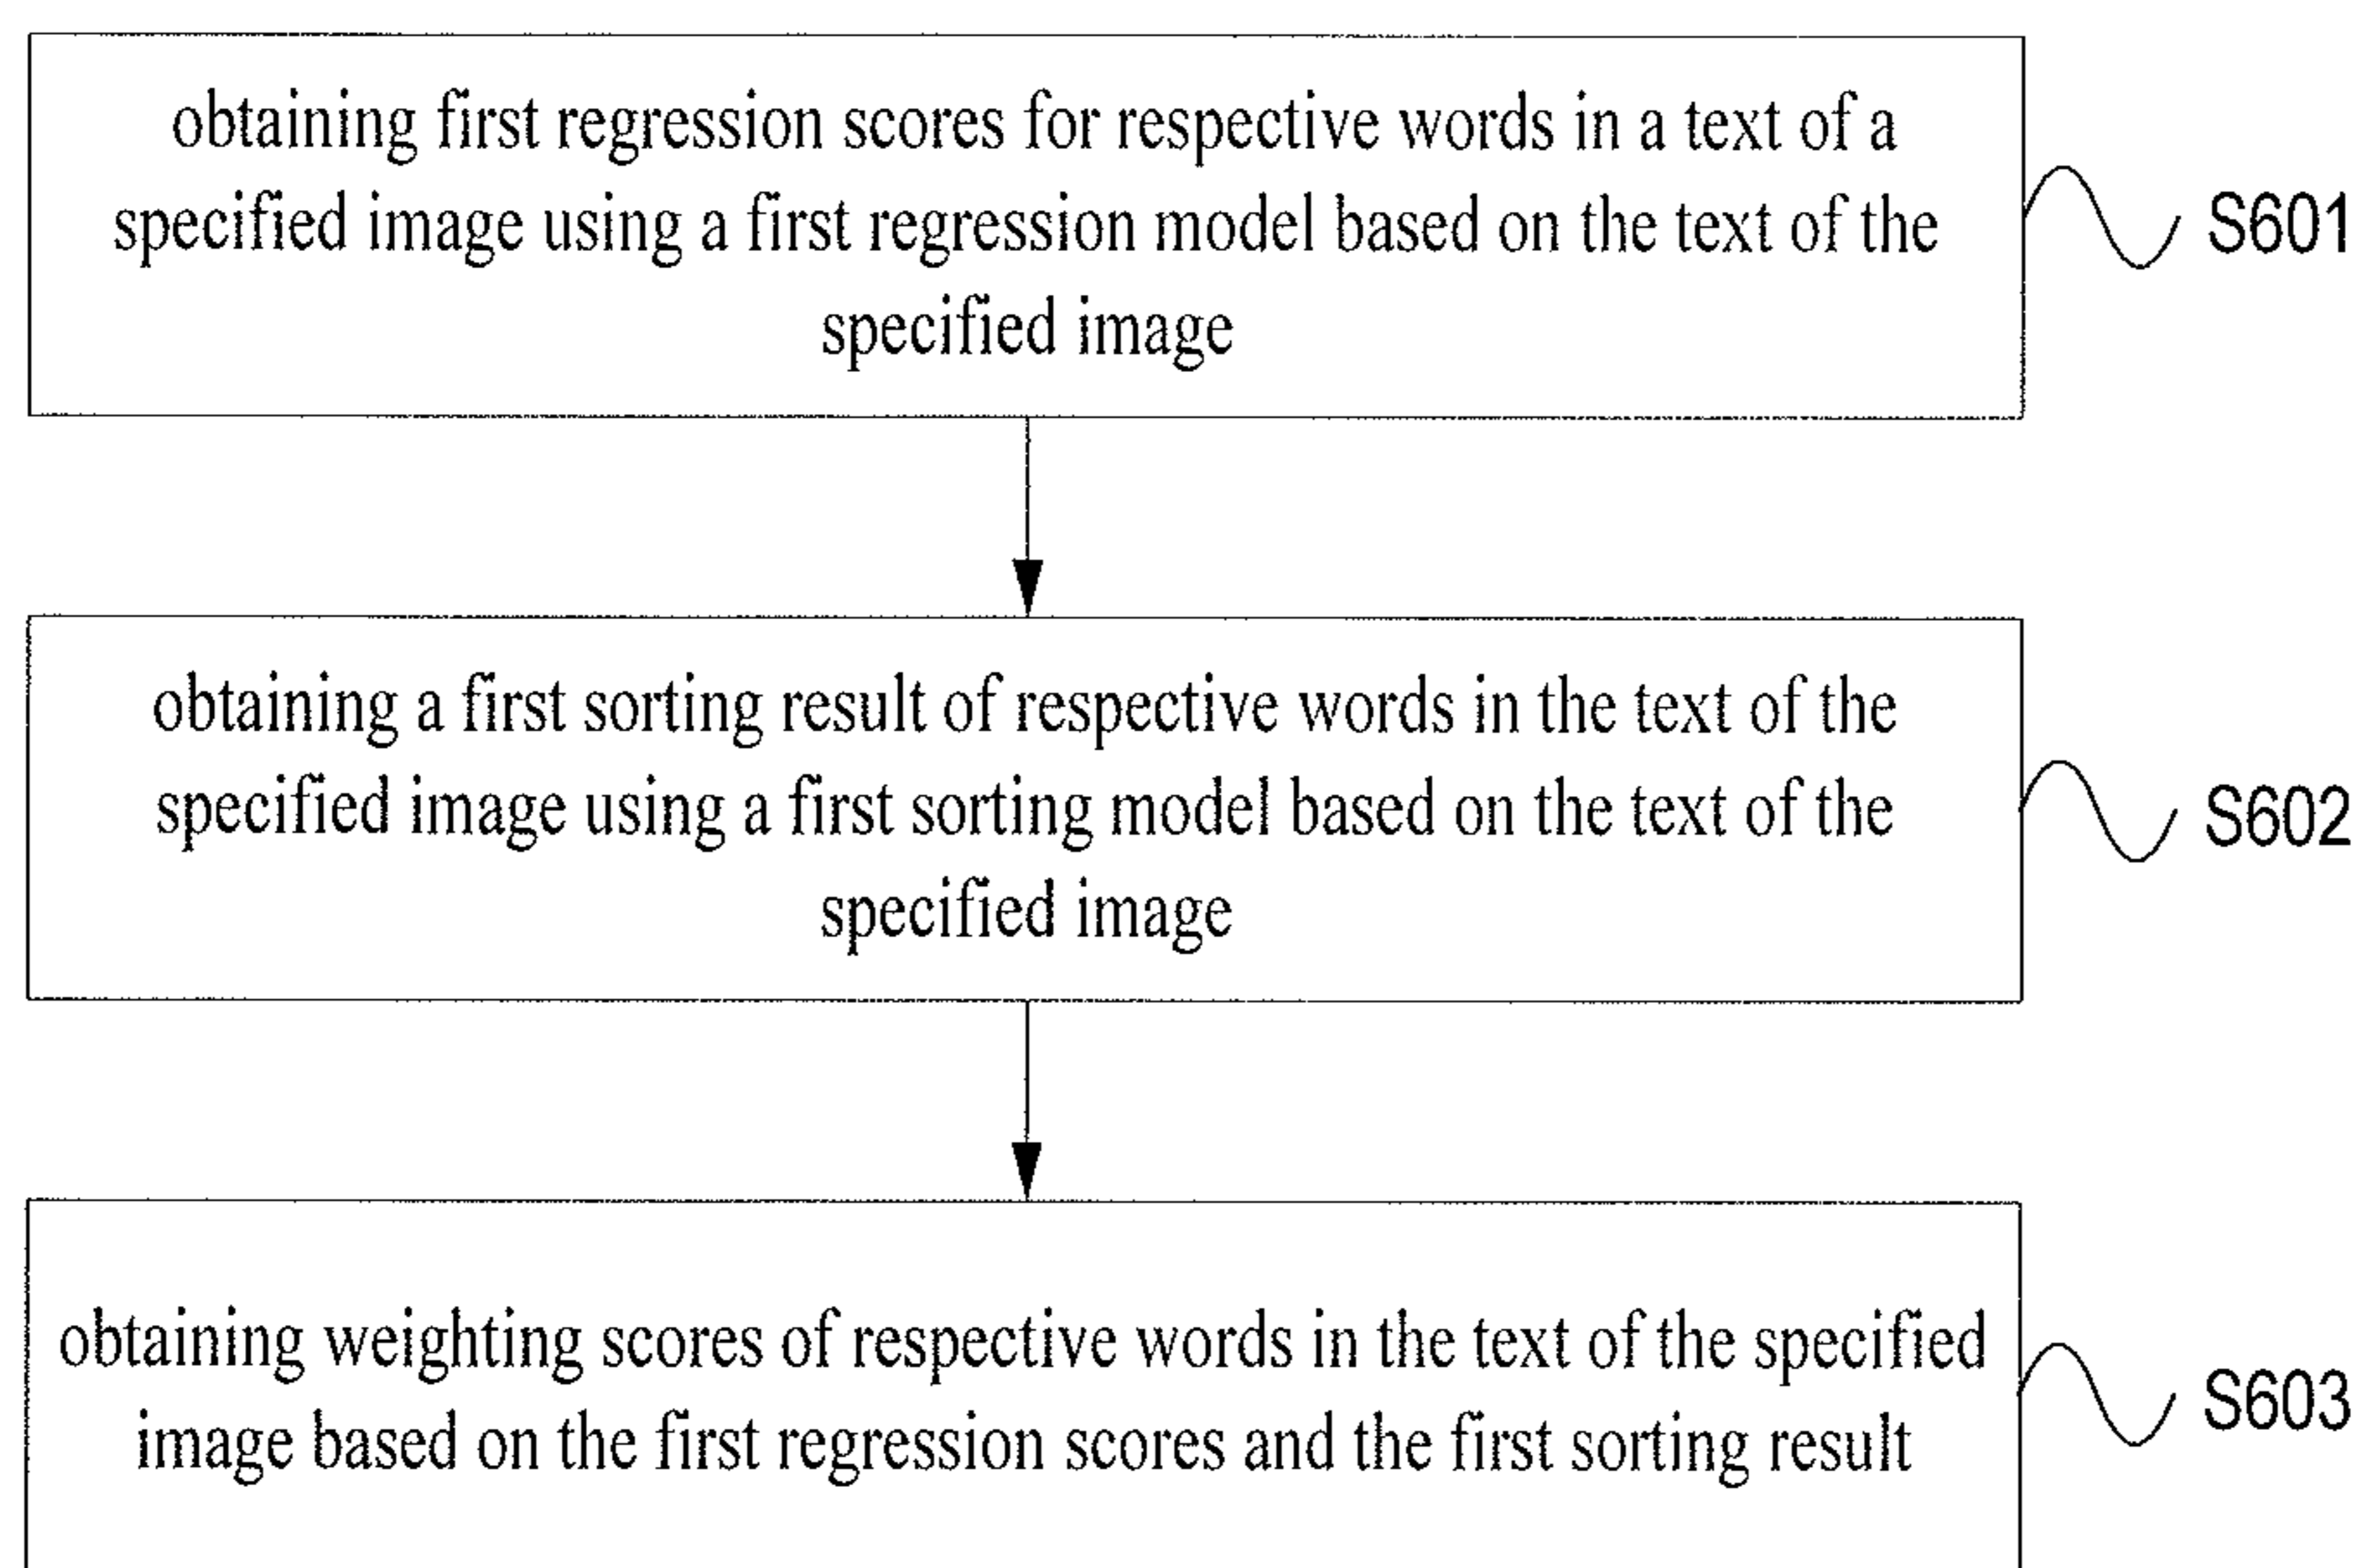 obtaining first regression scores for respective words in a text of a
specified image using a first regression model based on the text of the
specified image
S601
obtaining a first sorting result of respective words in the text of the
specified image using a first sorting model based on the text of the
specified image
S602
obtaining weighting scores of respective words in the text of the specified
image based on the first regression scores and the first sorting result
S603